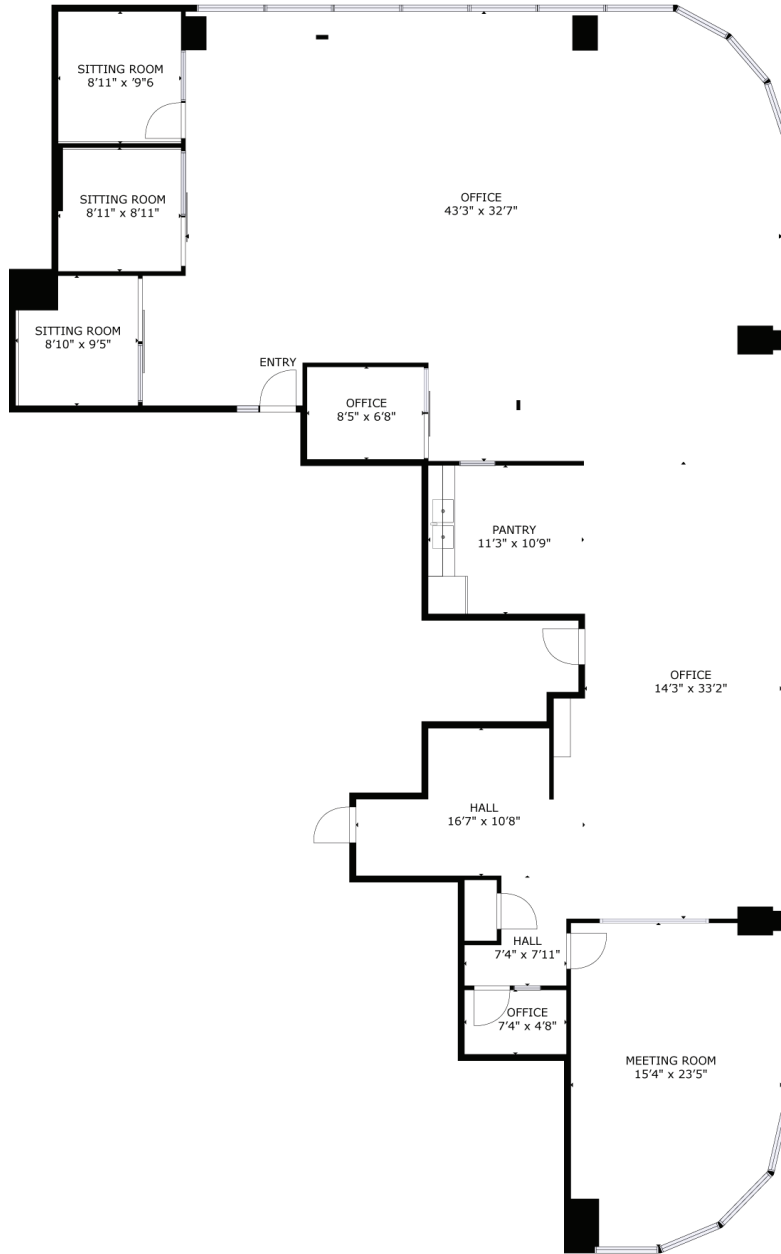 SITTING ROOM
8'11" x '9"6
SITTING ROOM
8'11" x 8'11"
OFFICE
43'3" x 32'7"
SITTING ROOM
8'10" x 9'5"
ENTRY
OFFICE
8'5" x 6'8"
PANTRY
11'3" x 10'9"
OFFICE
14'3" x 33'2"
HALL
16'7" x 10'8"
HALL
7'4" x 7'11"
OFFICE
7'4" x 4'8"
MEETING ROOM
15'4" x 23'5"